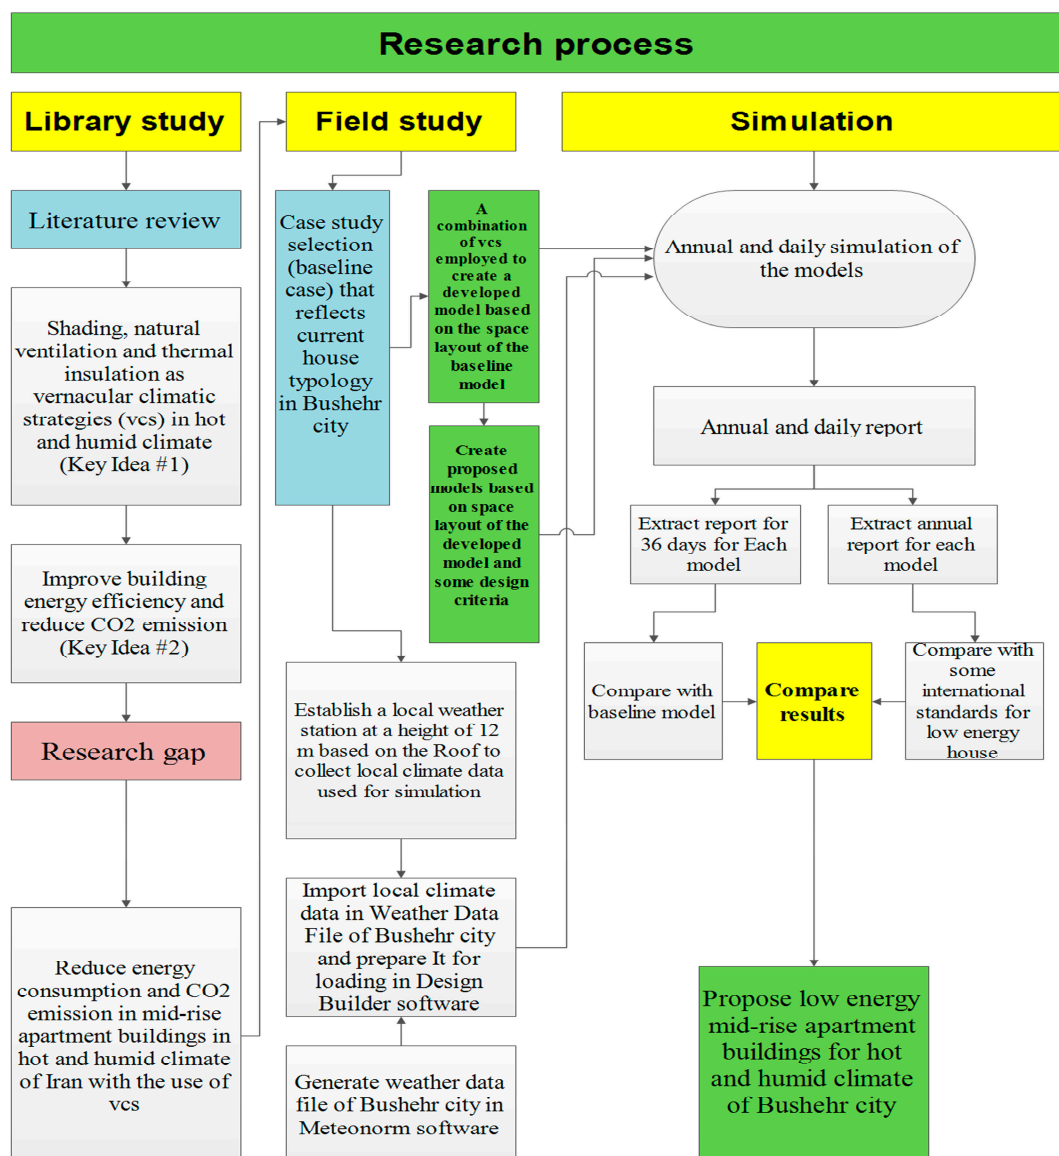 Research process
Library study
Literature review
Shading, natural
ventilation and thermal
insulation as
vernacular climatic
strategies (vcs) in hot
and humid climate
(Key Idea #1)
Improve building
energy efficiency and
reduce CO2 emission
(Key Idea #2)
Research gap
Reduce energy
consumption and CO2
emission in mid-rise
apartment buildings in
hot and humid climate
of Iran with the use of
vcs
Field study
Case study
selection
(baseline
case) that
reflects
current
house
typology
in Bushehr
city
A
combination
of vcs
employed to
create a
developed
model based
on the space
layout of the
baseline
model
Create
proposed
models based
on space
layout of the
developed
model and
some design
criteria
Establish a local weather
station at a height of 12
m based on the Roof to
collect local climate data
used for simulation
Import local climate
data in Weather Data
File of Bushehr city
and prepare It for
loading in Design
Builder software
Generate weather data
file of Bushehr city in
Meteonorm software
Simulation
Annual and daily simulation of
the models
Annual and daily report
Extract report for
36 days for Each
model
Extract annual
report for each
model
Compare with
baseline model
Compare
results
Compare with
some
international
standards for
low energy
house
Propose low energy
mid-rise apartment
buildings for hot
and humid climate
of Bushehr city